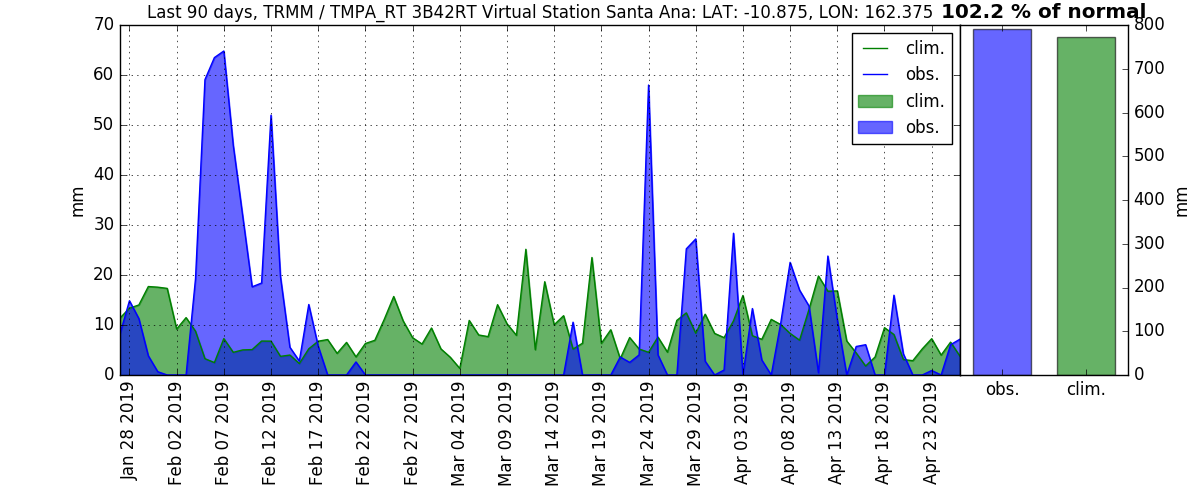 Last 90 days, TRMM / TMPA_RT 3B42RT Virtual Station Santa Ana: LAT: -10.875, LON: 162.375 102.2 % of normal
70
60
50
40
30
20
10
0
mm
clim.
obs.
clim.
obs.
Jan 28 2019
Feb 02 2019
Feb 07 2019
Feb 12 2019
Feb 17 2019
Feb 22 2019
Feb 27 2019
Mar 04 2019
Mar 09 2019
Mar 14 2019
Mar 19 2019
Mar 24 2019
Mar 29 2019
Apr 03 2019
Apr 08 2019
Apr 13 2019
Apr 18 2019
Apr 23 2019
800
700
600
500
400
300
200
100
0
mm
obs.
clim.